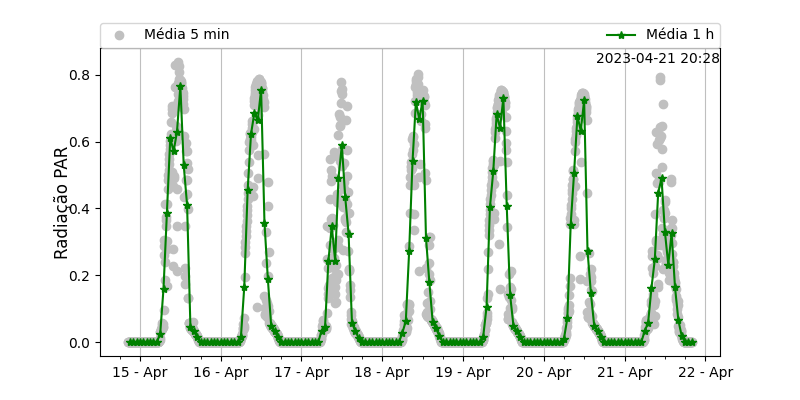 Média 5 min
Média 1 h
2023-04-21 20:28
Radiação PAR
0.8
0.6
0.4
0.2
0.0
15 - Apr
16 - Apr
17 - Apr
18 - Apr
19 - Apr
20 - Apr
21 - Apr
22 - Apr